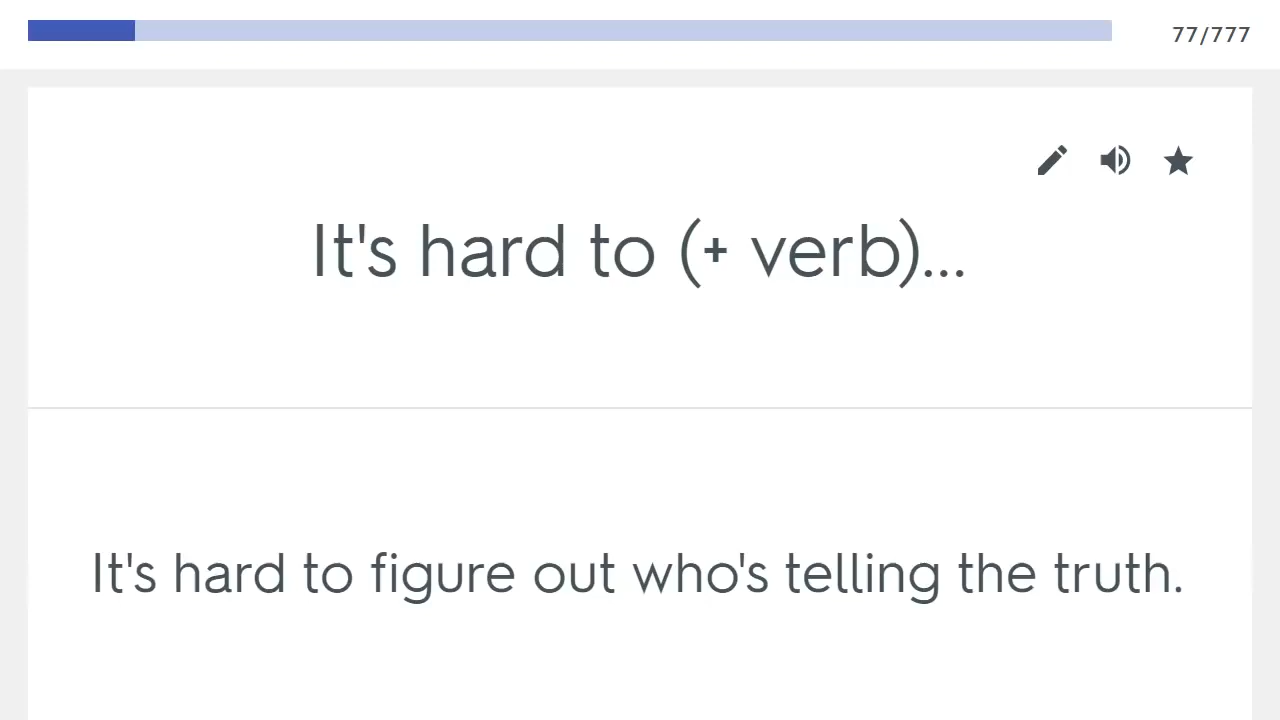 77/777
It's hard to (+ verb)...
It's hard to figure out who's telling the truth.